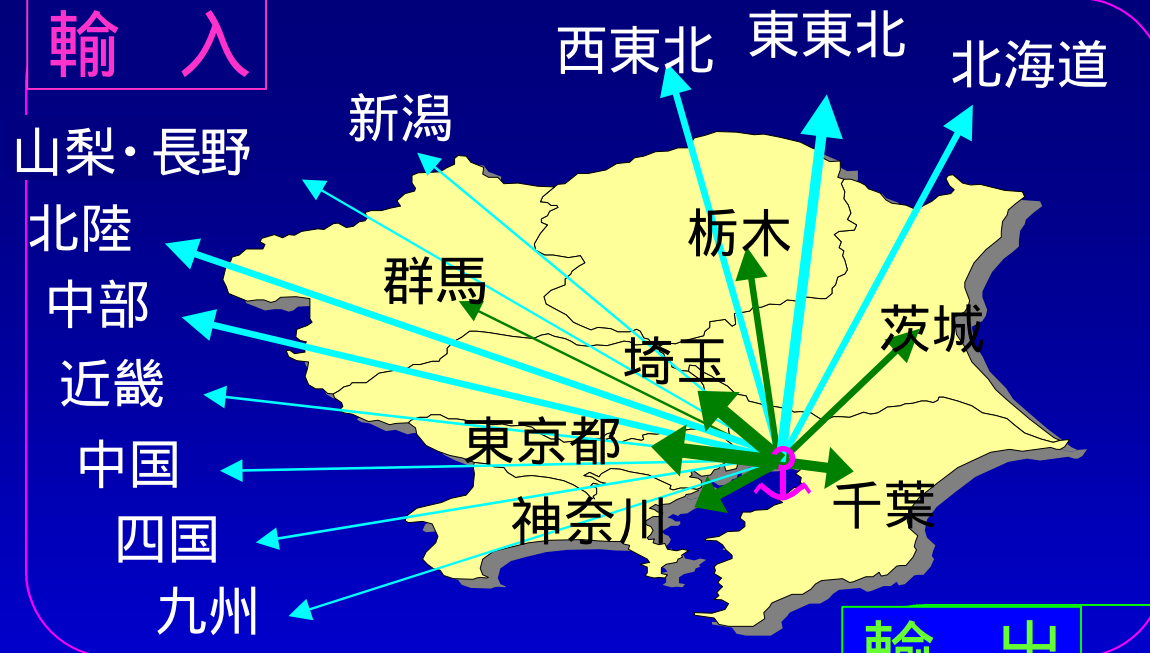 輸 入
西東北
東東北
北海道
新潟
山梨・長野
北陸
栃木
群馬
中部
茨城
埼玉
近畿
東京都
中国
千葉
神奈川
四国
九州
輸 出